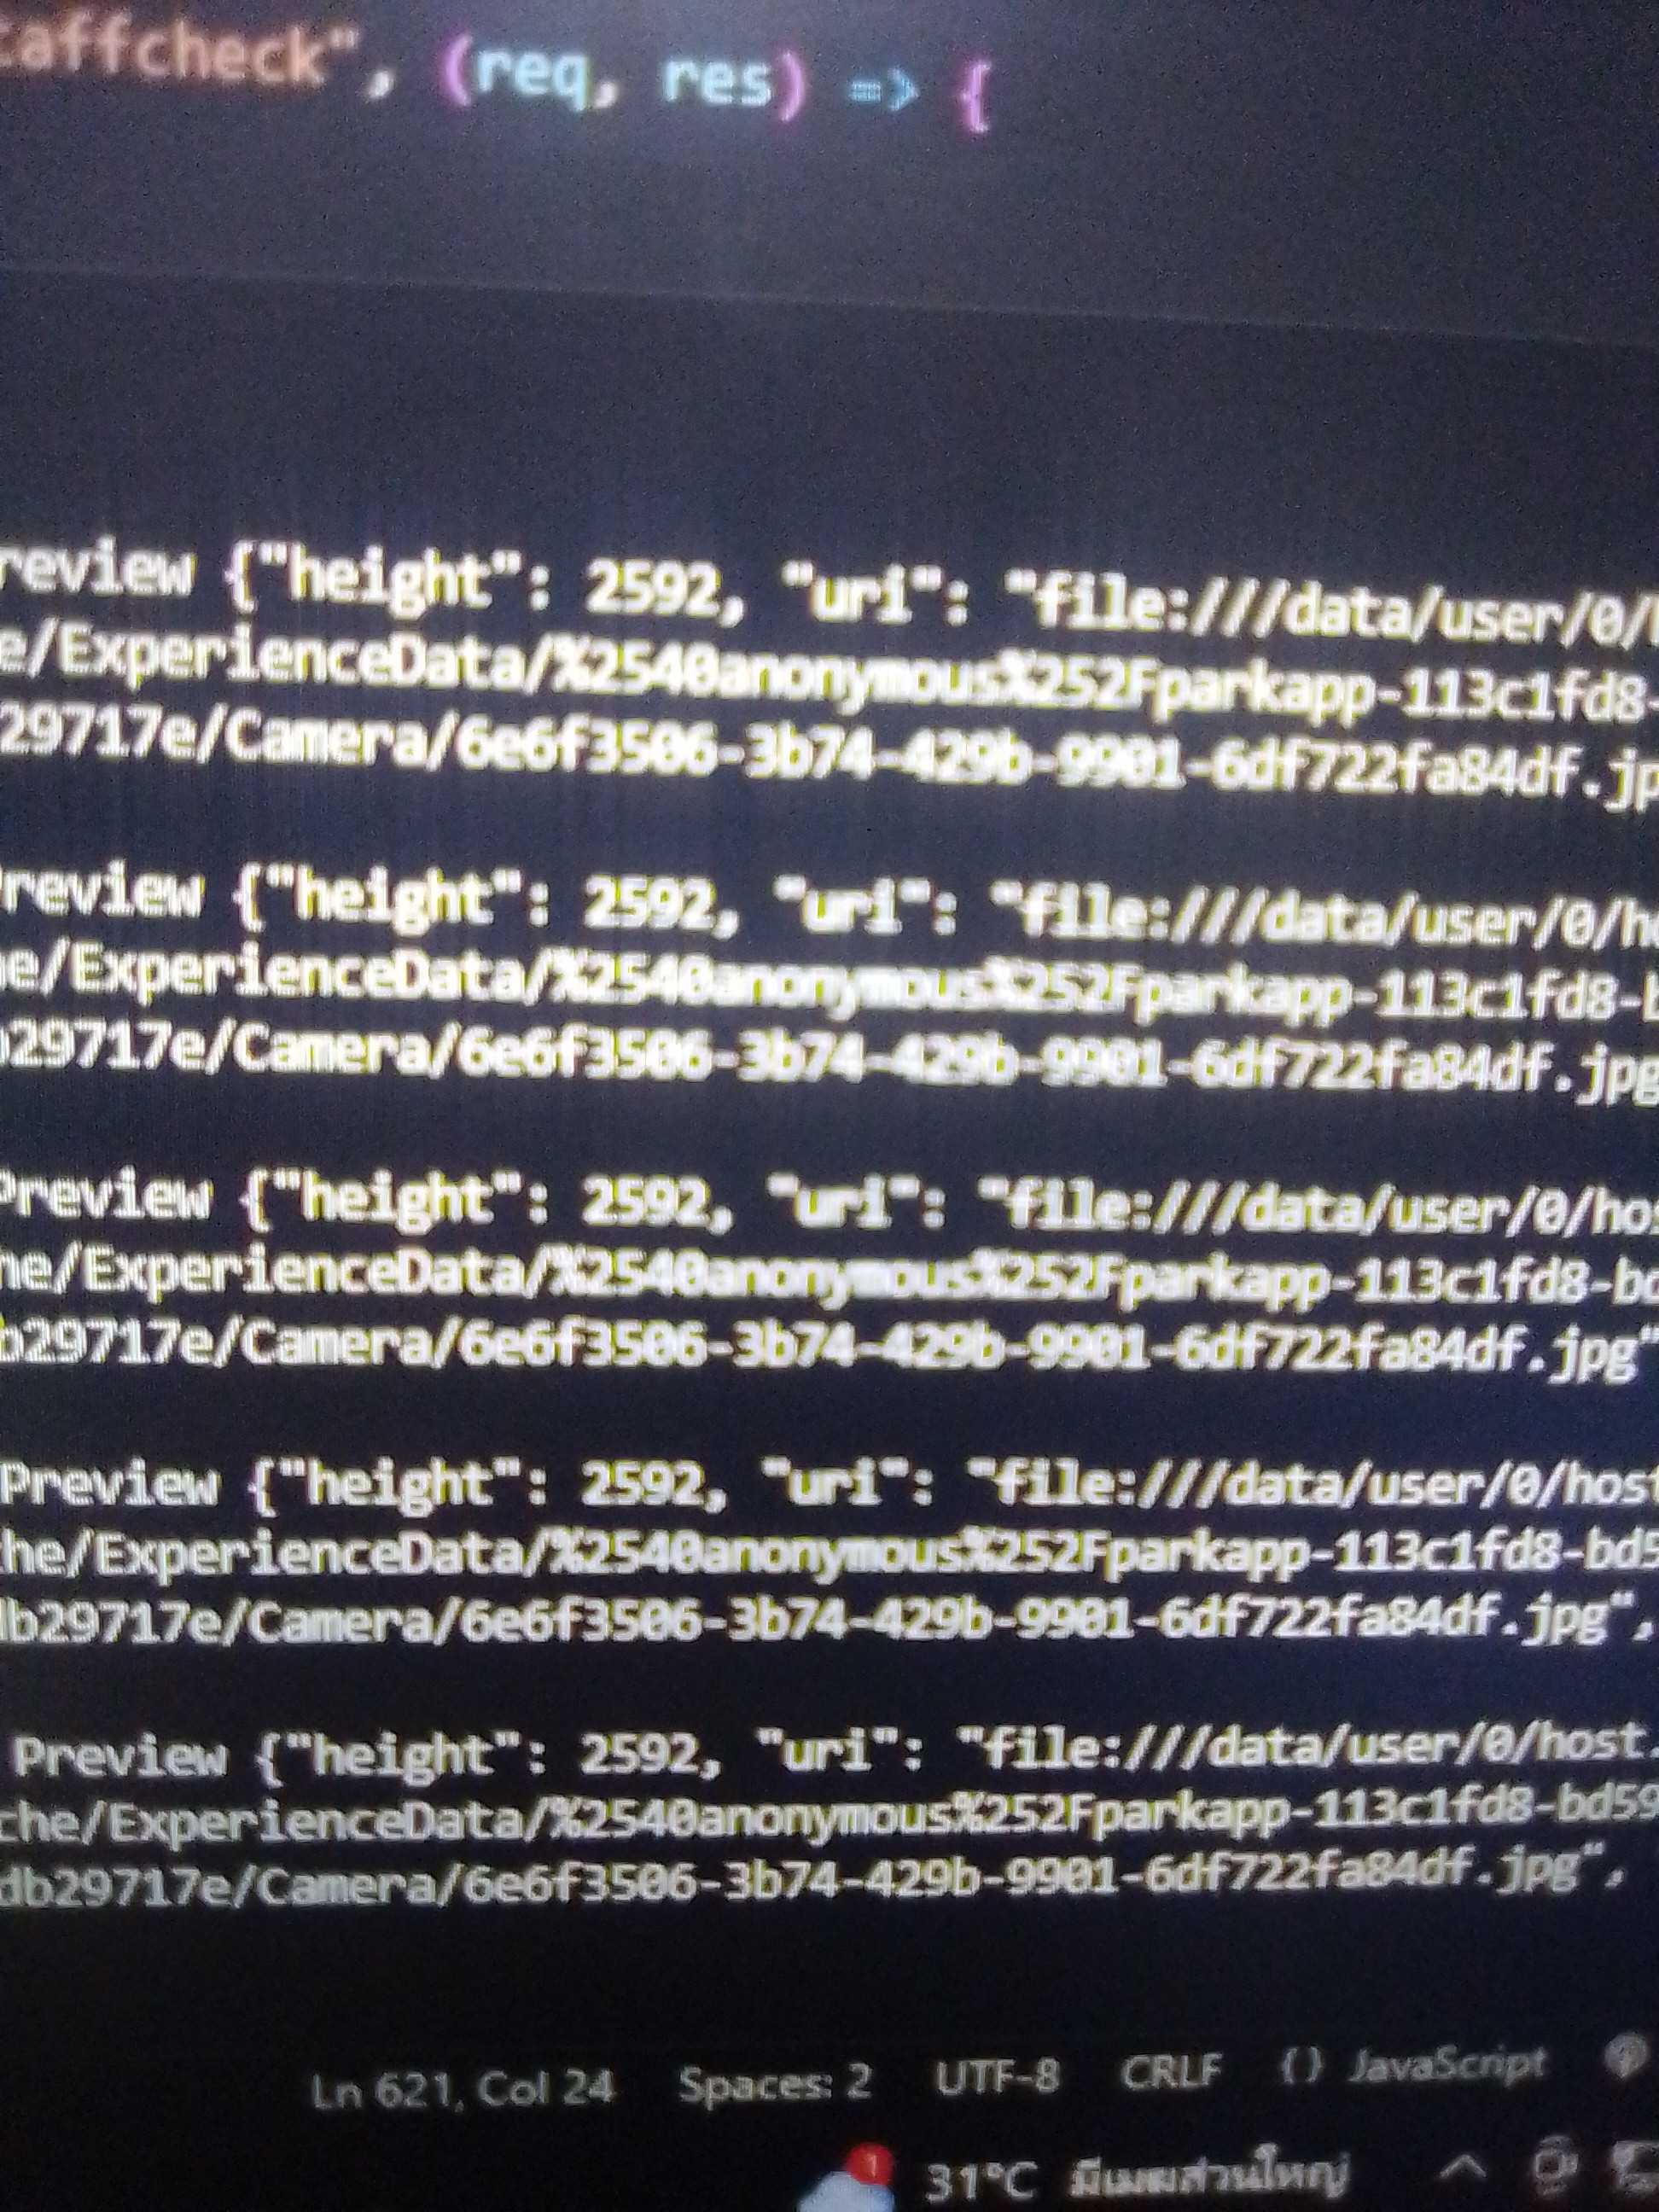 taffcheck", (req, res) => {
review {"height": 2592, "uri": "file:///data/user/0/h
e/ExperienceData/%2540anonymous%252Fparkapp-113c1fd8-
29717e/Camera/6e6f3506-3b74-429b-9901-6df722fa84df.jp
Preview {"height": 2592, "uri": "file:///data/user/0/ho
he/ExperienceData/%2540anonymous%252Fparkapp-113c1fd8-b
b29717e/Camera/6e6f3506-3b74-429b-9901-6df722fa84df.jpg
Preview {"height": 2592, "uri": "file:///data/user/0/hos
he/ExperienceData/%2540anonymous%252Fparkapp-113c1fd8-bd
b29717e/Camera/6e6f3506-3b74-429b-9901-6df722fa84df.jpg"
Preview {"height": 2592, "uri": "file:///data/user/0/host
he/ExperienceData/%2540anonymous%252Fparkapp-113c1fd8-bd5
db29717e/Camera/6e6f3506-3b74-429b-9901-6df722fa84df.jpg",
Preview {"height": 2592, "uri": "file:///data/user/0/host.
che/ExperienceData/%2540anonymous%252Fparkapp-113c1fd8-bd59
db29717e/Camera/6e6f3506-3b74-429b-9901-6df722fa84df.jpg",
Ln 621, Col 24 Spaces: 2 UTF-8 CRLF {} JavaScript
1 31°C มีเมฆส่วนใหญ่